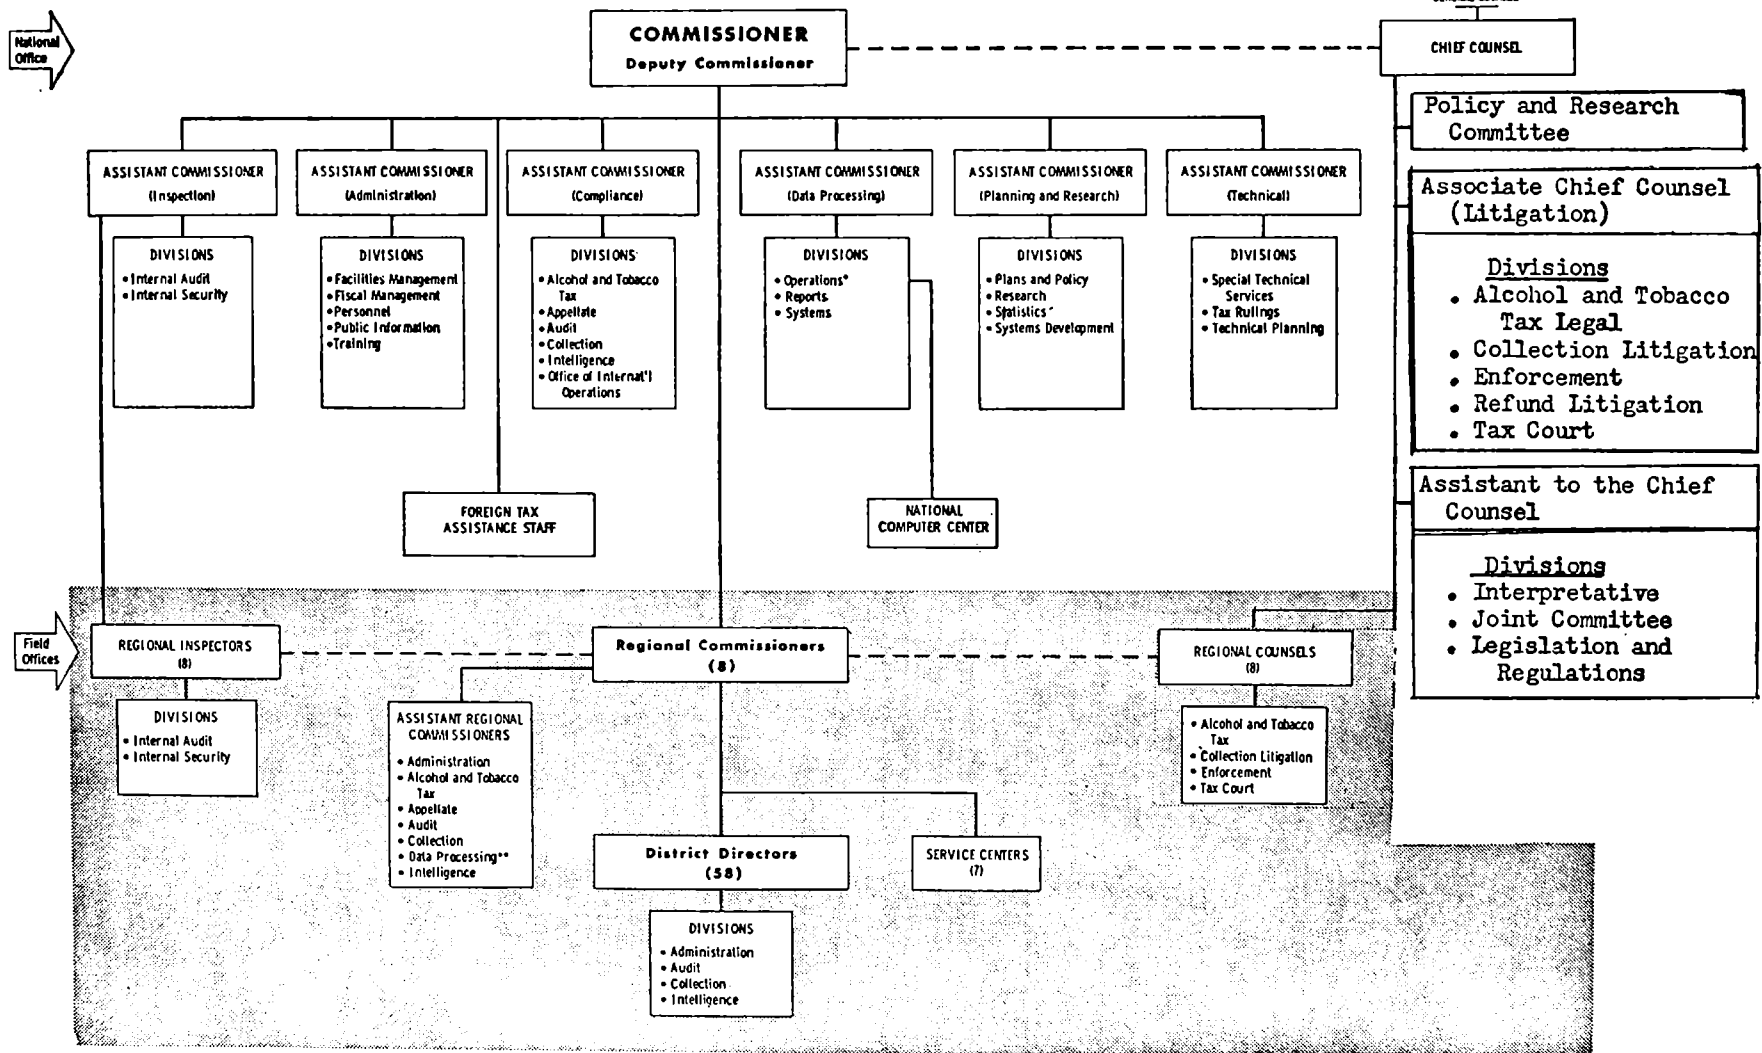 National
Office
COMMISSIONER
Deputy Commissioner
CHIEF COUNSEL
Policy and Research
Committee
Associate Chief Counsel
(Litigation)
Divisions
• Alcohol and Tobacco
Tax Legal
• Collection Litigation
• Enforcement
• Refund Litigation
• Tax Court
Assistant to the Chief
Counsel
Divisions
• Interpretative
• Joint Committee
• Legislation and
Regulations
ASSISTANT COMMISSIONER
(Inspection)
DIVISIONS
• Internal Audit
• Internal Security
ASSISTANT COMMISSIONER
(Administration)
DIVISIONS
• Facilities Management
• Fiscal Management
• Personnel
• Public Information
• Training
ASSISTANT COMMISSIONER
(Compliance)
DIVISIONS
• Alcohol and Tobacco
Tax
• Appellate
• Audit
• Collection
• Intelligence
• Office of Internat'l
Operations
ASSISTANT COMMISSIONER
(Data Processing)
DIVISIONS
• Operations*
• Reports
• Systems
ASSISTANT COMMISSIONER
(Planning and Research)
DIVISIONS
• Plans and Policy
• Research
• Statistics*
• Systems Development
ASSISTANT COMMISSIONER
(Technical)
DIVISIONS
• Special Technical
Services
• Tax Rulings
• Technical Planning
FOREIGN TAX
ASSISTANCE STAFF
NATIONAL
COMPUTER CENTER
Field
Offices
REGIONAL INSPECTORS
(8)
DIVISIONS
• Internal Audit
• Internal Security
Regional Commissioners
(8)
ASSISTANT REGIONAL
COMMISSIONERS
• Administration
• Alcohol and Tobacco
Tax
• Appellate
• Audit
• Collection
• Data Processing**
• Intelligence
REGIONAL COUNSELS
(8)
• Alcohol and Tobacco
Tax
• Collection Litigation
• Enforcement
• Tax Court
District Directors
(58)
SERVICE CENTERS
(7)
DIVISIONS
• Administration
• Audit
• Collection
• Intelligence